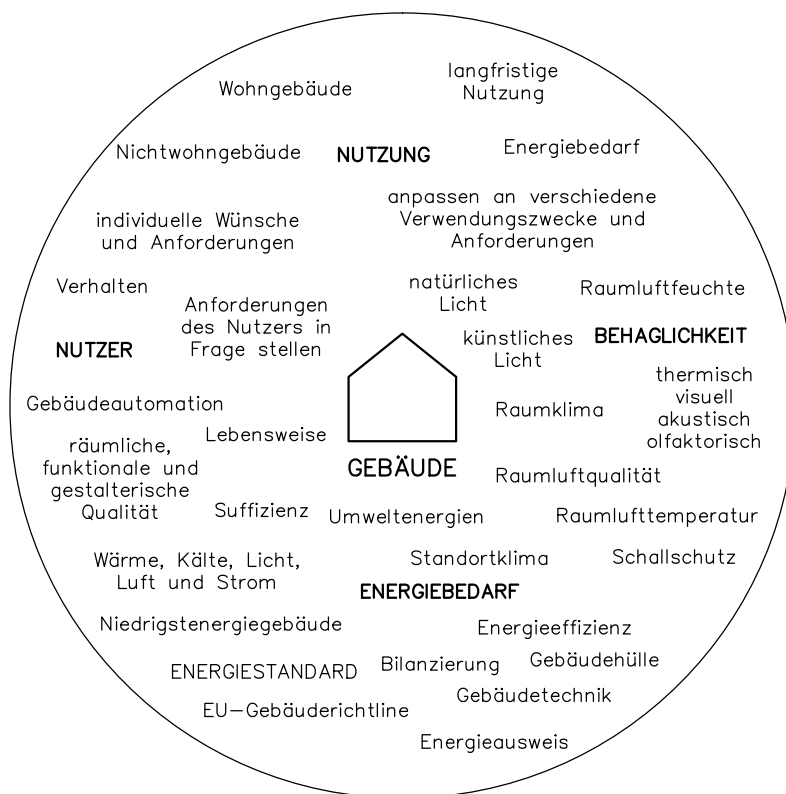 langfristige
Nutzung
Wohngebäude
Nichtwohngebäude
NUTZUNG
Energiebedarf
anpassen an verschiedene
Verwendungszwecke und
Anforderungen
individuelle Wünsche
und Anforderungen
Verhalten
natürliches
Licht
Raumluftfeuchte
Anforderungen
des Nutzers in
Frage stellen
NUTZER
künstliches
Licht
BEHAGLICHKEIT
thermisch
visuell
akustisch
olfaktorisch
Gebäudeautomation
Raumklima
Lebensweise
räumliche,
funktionale und
gestalterische
Qualität
GEBÄUDE
Raumluftqualität
Suffizienz
Umweltenergien
Raumlufttemperatur
Wärme, Kälte, Licht,
Luft und Strom
Standortklima
Schallschutz
ENERGIEBEDARF
Niedrigstenergiegebäude
Energieeffizienz
ENERGIESTANDARD
Bilanzierung
Gebäudehülle
EU-Gebäuderichtline
Gebäudetechnik
Energieausweis